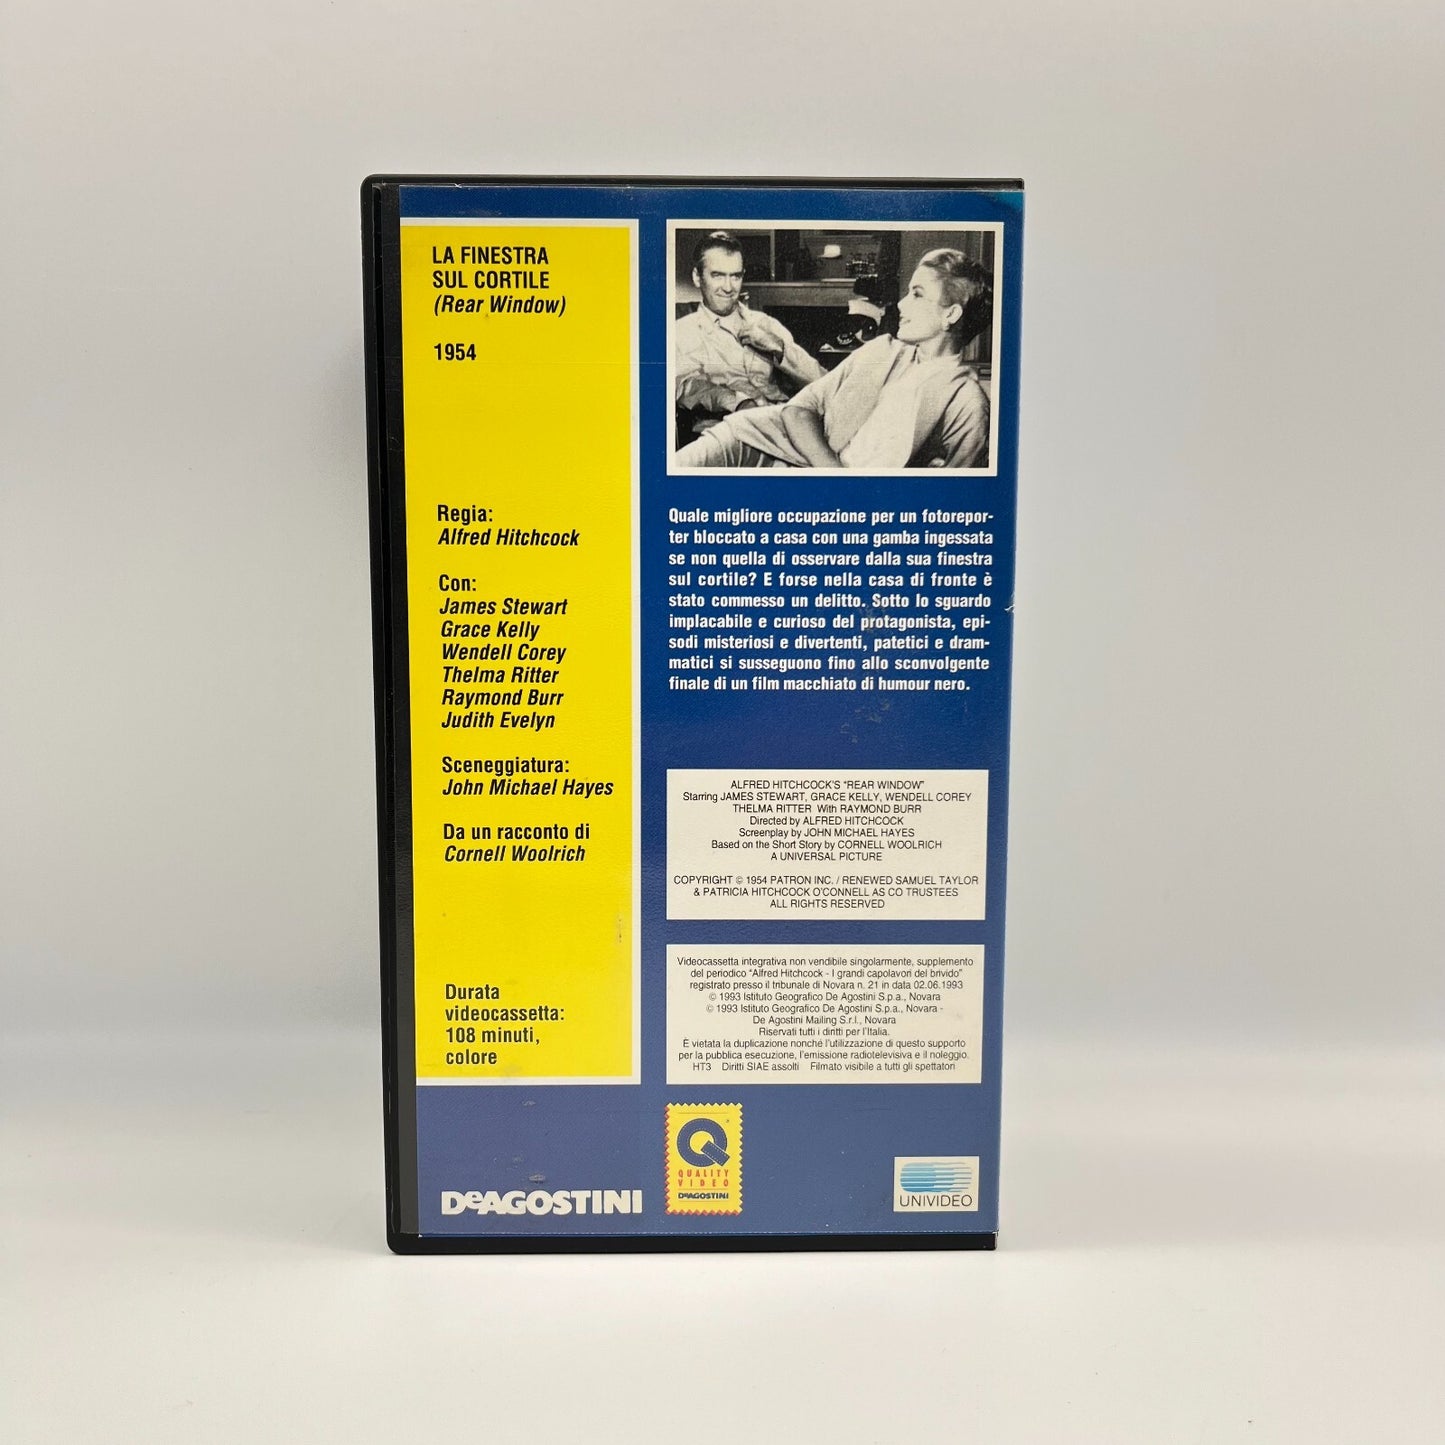 LA FINESTRA
SUL CORTILE
(Rear Window)
1954
Regia:
Alfred Hitchcock
Con:
James Stewart
Grace Kelly
Wendell Corey
Thelma Ritter
Raymond Burr
Judith Evelyn
Sceneggiatura:
John Michael Hayes
Da un racconto di
Cornell Woolrich
Durata
videocassetta:
108 minuti,
colore
DeAGOSTINI
Quale migliore occupazione per un fotorepor-
ter bloccato a casa con una gamba ingessata
se non quella di osservare dalla sua finestra
sul cortile? E forse nella casa di fronte è
stato commesso un delitto. Sotto lo sguardo
implacabile e curioso del protagonista, epi-
sodi misteriosi e divertenti, patetici e dram-
matici si susseguono fino allo sconvolgente
finale di un film macchiato di humour nero.
ALFRED HITCHCOCK'S "REAR WINDOW"
Starring JAMES STEWART, GRACE KELLY, WENDELL COREY
THELMA RITTER With RAYMOND BURR
Directed by ALFRED HITCHCOCK
Screenplay by JOHN MICHAEL HAYES
Based on the Short Story by CORNELL WOOLRICH
A UNIVERSAL PICTURE
COPYRIGHT © 1954 PATRON INC. / RENEWED SAMUEL TAYLOR
& PATRICIA HITCHCOCK O'CONNELL AS CO TRUSTEES
ALL RIGHTS RESERVED
Videocassetta integrativa non vendibile singolarmente, supplemento
del periodico "Alfred Hitchcock - I grandi capolavori del brivido"
registrato presso il tribunale di Novara n. 21 in data 02.06.1993
© 1993 Istituto Geografico De Agostini S.p.a., Novara
© 1993 Istituto Geografico De Agostini S.p.a., Novara -
De Agostini Mailing S.r.l., Novara
Riservati tutti i diritti per l'Italia.
È vietata la duplicazione nonché l'utilizzazione di questo supporto
per la pubblica esecuzione, l'emissione radiotelevisiva e il noleggio.
HT3 Diritti SIAE assolti Filmato visibile a tutti gli spettatori
Q
QUALITY
VIDEO
DeAGOSTINI
UNIVIDEO